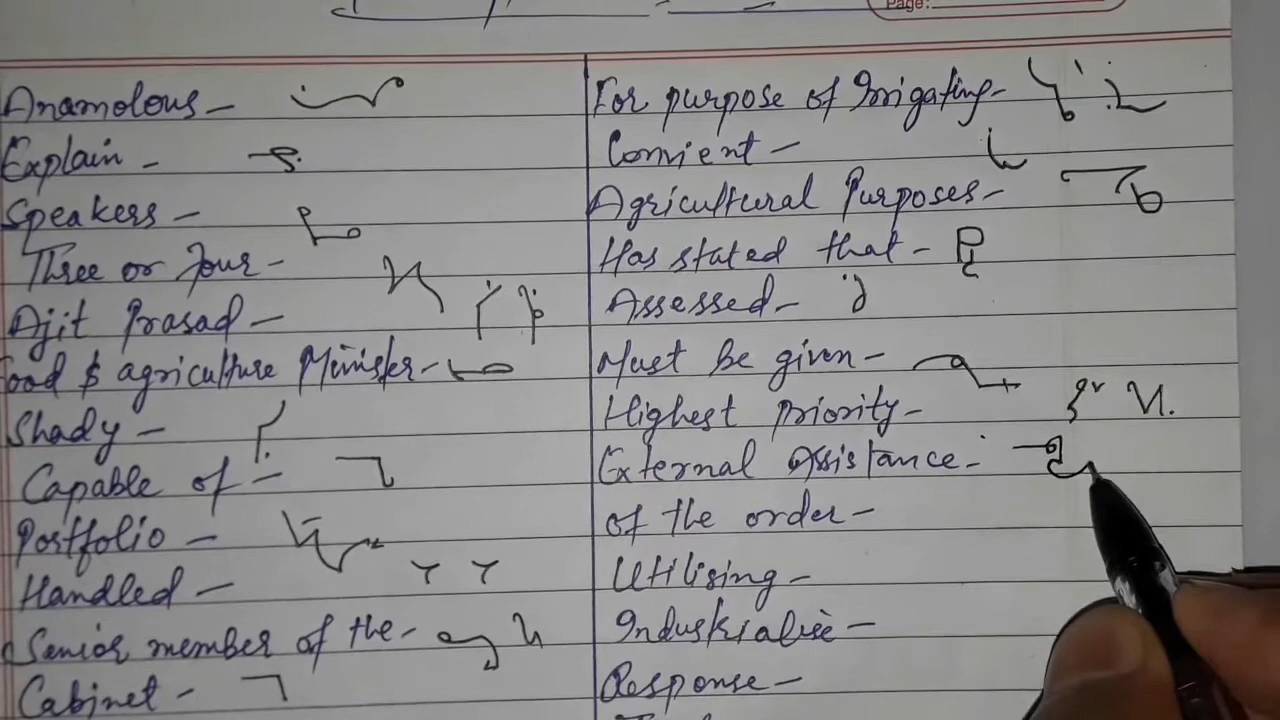 Page:
Anamolous -
Explain -
Speakers -
Three or four -
Ajit Prasad -
ood & agriculture Minister -
Shady -
Capable of -
Portfolio -
Handled -
Senior member of the -
Cabinet -
For purpose of Irrigating -
Convient -
Agricultural Purposes -
Has stated that -
Assessed -
Must be given -
Highest priority -
External Assistance -
of the order -
Utilising -
Industrialise -
Response -